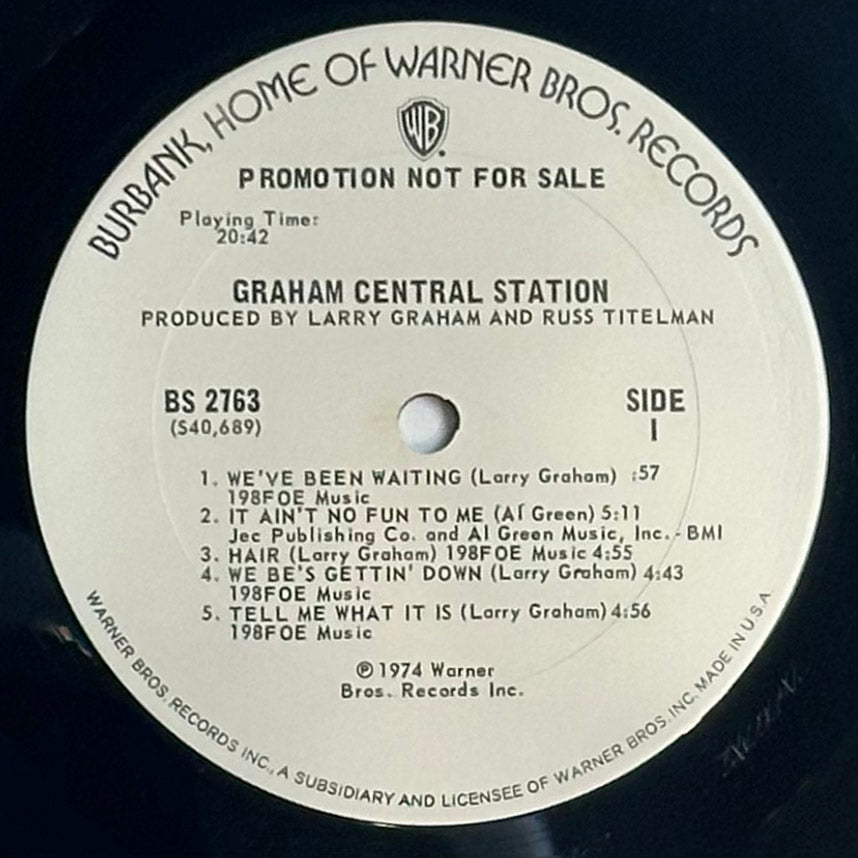 BURBANK, HOME OF WARNER BROS. RECORDS
WB
PROMOTION NOT FOR SALE
Playing Time:
20:42
GRAHAM CENTRAL STATION
PRODUCED BY LARRY GRAHAM AND RUSS TITELMAN
BS 2763
(S40,689)
SIDE
1
1. WE'VE BEEN WAITING (Larry Graham) :57
198FOE Music
2. IT AIN'T NO FUN TO ME (Al Green) 5:11
Jec Publishing Co. and Al Green Music, Inc. - BMI
3. HAIR (Larry Graham) 198FOE Music 4:55
4. WE BE'S GETTIN' DOWN (Larry Graham) 4:43
198FOE Music
5. TELL ME WHAT IT IS (Larry Graham) 4:56
198FOE Music
℗ 1974 Warner
Bros. Records Inc.
WARNER BROS. RECORDS INC., A SUBSIDIARY AND LICENSEE OF WARNER BROS. INC. MADE IN U.S.A.